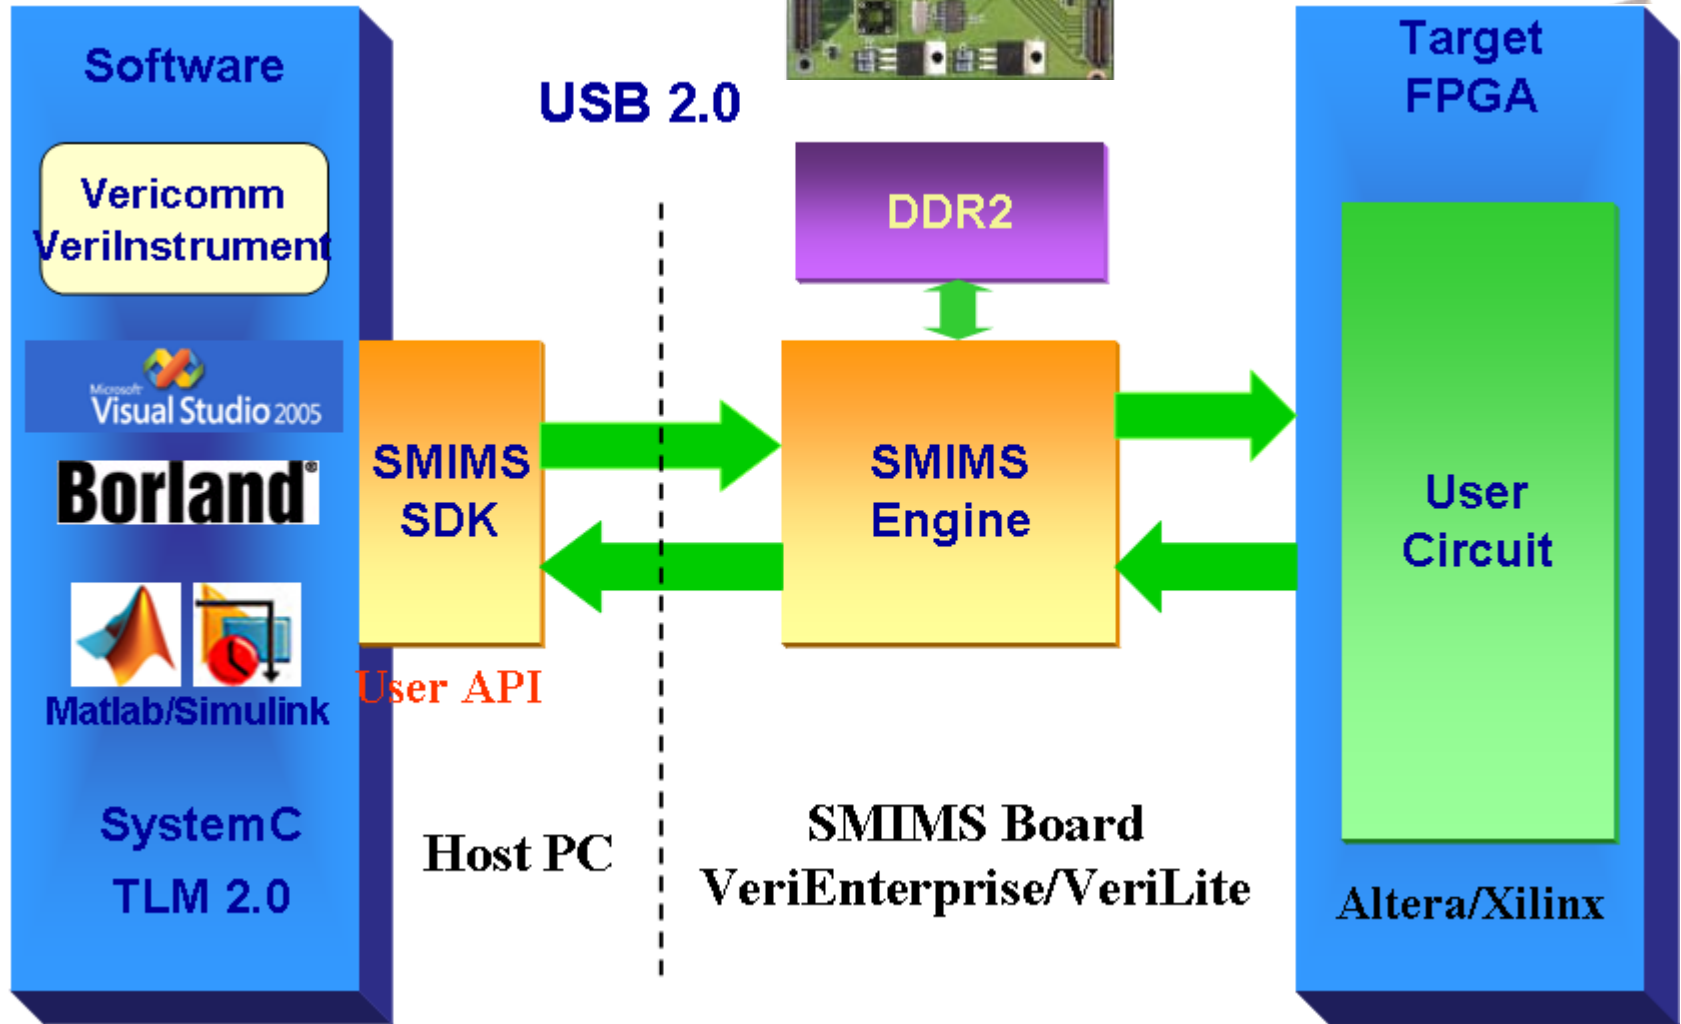 Software
Vericomm
VeriInstrument
Microsoft
Visual Studio 2005
Borland®
Matlab/Simulink
SystemC
TLM 2.0
USB 2.0
SMIMS
SDK
User API
Host PC
DDR2
SMIMS
Engine
SMIMS Board
VeriEnterprise/VeriLite
Target
FPGA
User
Circuit
Altera/Xilinx